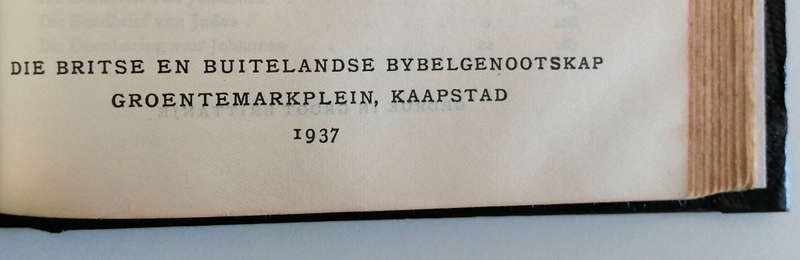 DIE BRITSE EN BUITELANDSE BYBELGENOOTSKAP
GROENTEMARKPLEIN, KAAPSTAD
1937